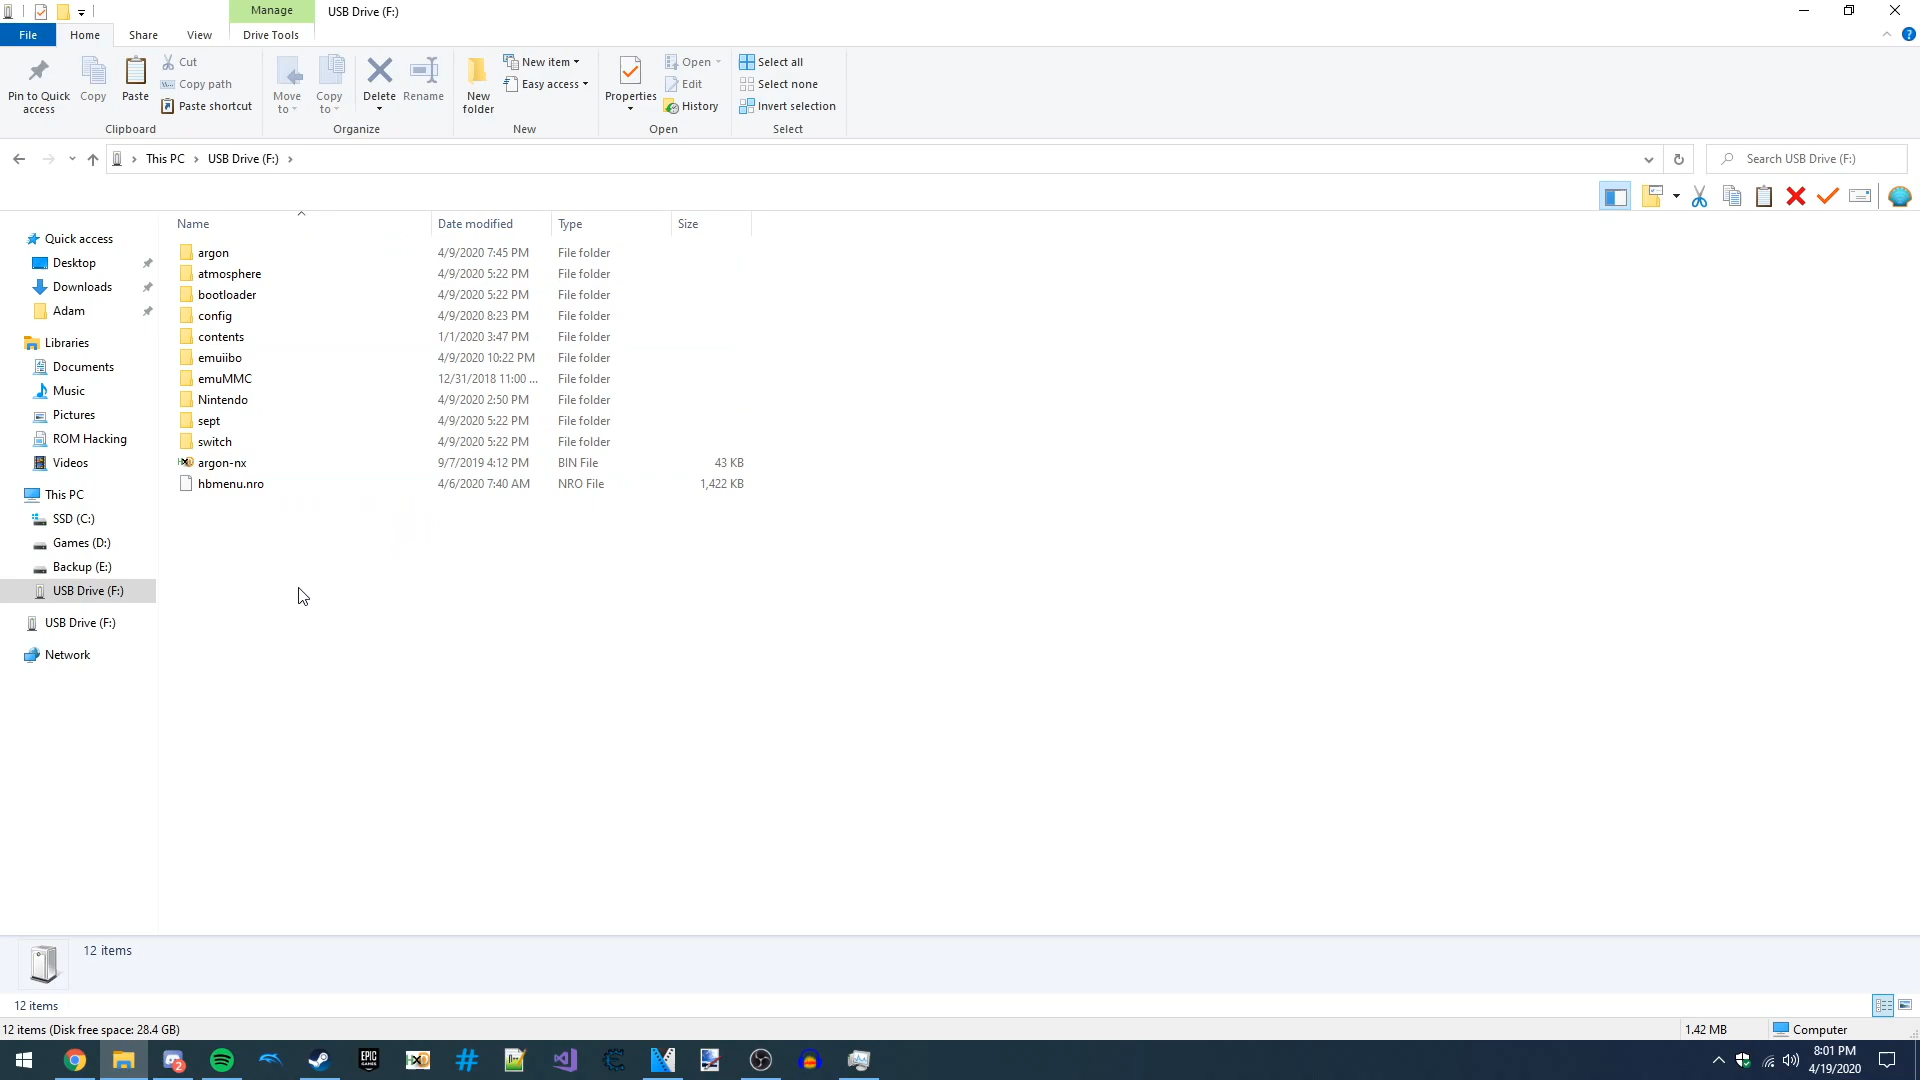 Manage
USB Drive (F:)
File
Home
Share
View
Drive Tools
Pin to Quick access
Copy
Paste
Cut
Copy path
Paste shortcut
Clipboard
Move to
Copy to
Delete
Rename
Organize
New folder
New item
Easy access
New
Properties
Open
Edit
History
Open
Select all
Select none
Invert selection
Select
This PC > USB Drive (F:) >
Search USB Drive (F:)
Name Date modified Type Size
Quick access
Desktop
Downloads
Adam
Libraries
Documents
Music
Pictures
ROM Hacking
Videos
This PC
SSD (C:)
Games (D:)
Backup (E:)
USB Drive (F:)
USB Drive (F:)
Network
argon 4/9/2020 7:45 PM File folder
atmosphere 4/9/2020 5:22 PM File folder
bootloader 4/9/2020 5:22 PM File folder
config 4/9/2020 8:23 PM File folder
contents 1/1/2020 3:47 PM File folder
emuiibo 4/9/2020 10:22 PM File folder
emuMMC 12/31/2018 11:00 ... File folder
Nintendo 4/9/2020 2:50 PM File folder
sept 4/9/2020 5:22 PM File folder
switch 4/9/2020 5:22 PM File folder
argon-nx 9/7/2019 4:12 PM BIN File 43 KB
hbmenu.nro 4/6/2020 7:40 AM NRO File 1,422 KB
12 items
12 items
12 items (Disk free space: 28.4 GB)
1.42 MB
Computer
2
EPIC GAMES
8:01 PM
4/19/2020